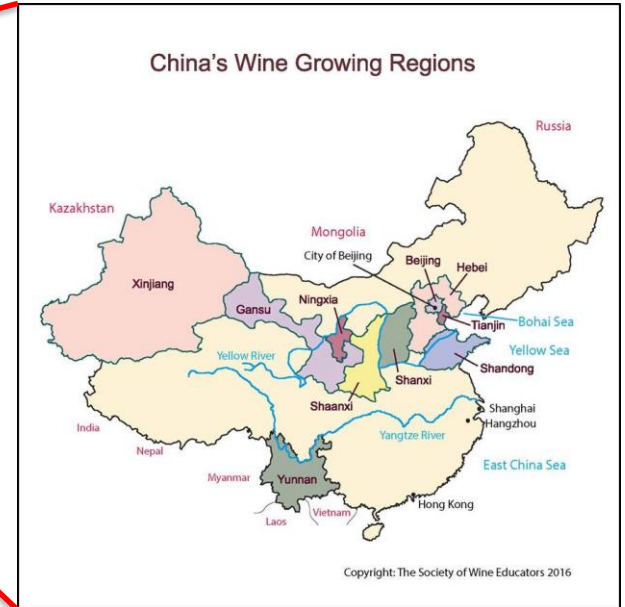 China's Wine Growing Regions
Russia
Kazakhstan
Mongolia
City of Beijing
Beijing
Hebei
Xinjiang
Ningxia
Gansu
Tianjin
Bohai Sea
Yellow River
Yellow Sea
Shanxi
Shandong
Shaanxi
Shanghai
Hangzhou
India
Yangtze River
Nepal
East China Sea
Myanmar
Yunnan
Hong Kong
Vietnam
Laos
Copyright: The Society of Wine Educators 2016